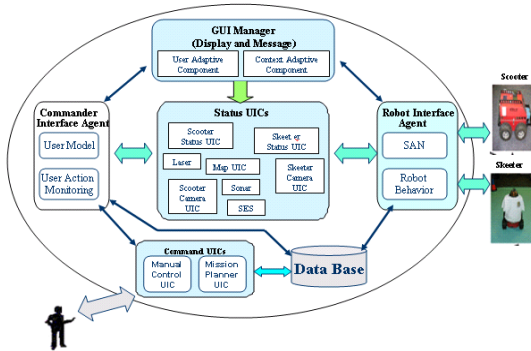 GUI Manager
(Display and Message)
User Adaptive
Component
Context Adaptive
Component
Commander
Interface Agent
User Model
User Action
Monitoring
Status UICs
Scooter
Status UIC
Skeeter
Status UIC
Laser
Map UIC
Skeeter
Camera
UIC
Scooter
Camera
UIC
Sonar
SES
Robot Interface
Agent
SAN
Robot
Behavior
Scooter
Skeeter
Command UICs
Manual
Control
UIC
Mission
Planner
UIC
Data Base